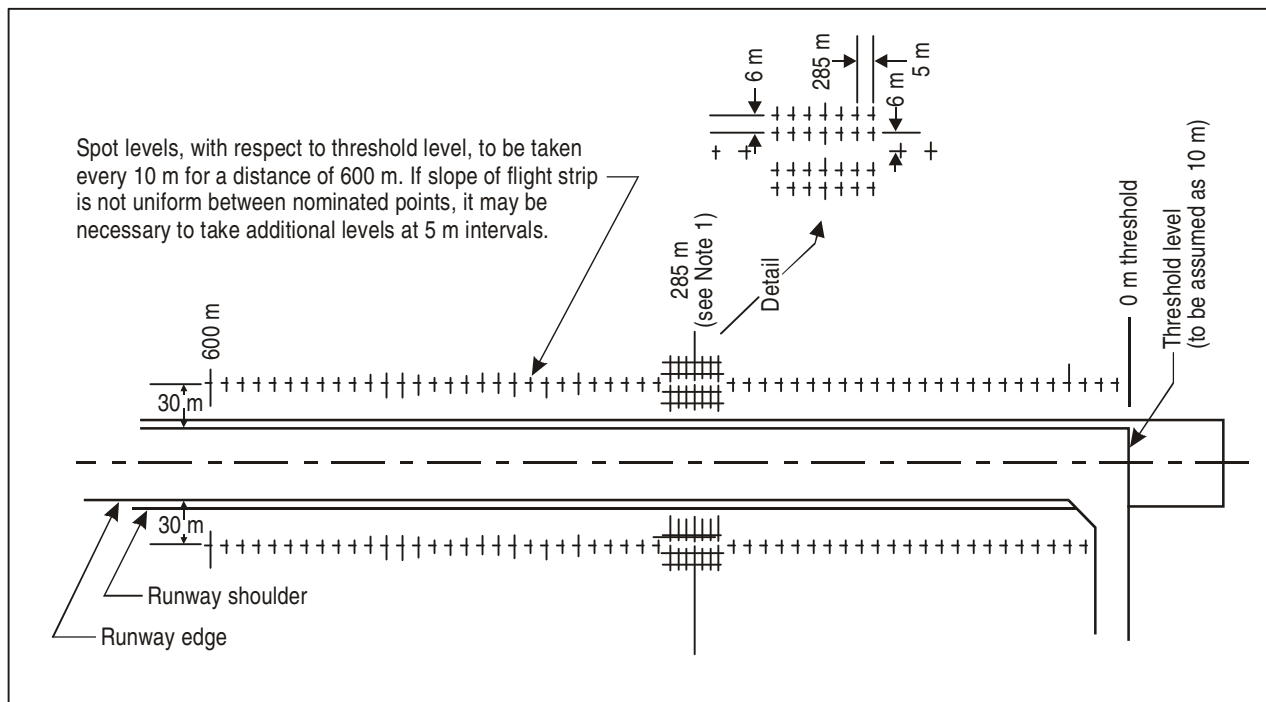 6 m
285 m
5 m
6 m
Spot levels, with respect to threshold level, to be taken
every 10 m for a distance of 600 m. If slope of flight strip
is not uniform between nominated points, it may be
necessary to take additional levels at 5 m intervals.
285 m
(see Note 1)
Detail
0 m threshold
Threshold level
(to be assumed as 10 m)
600 m
30 m
30 m
Runway shoulder
Runway edge